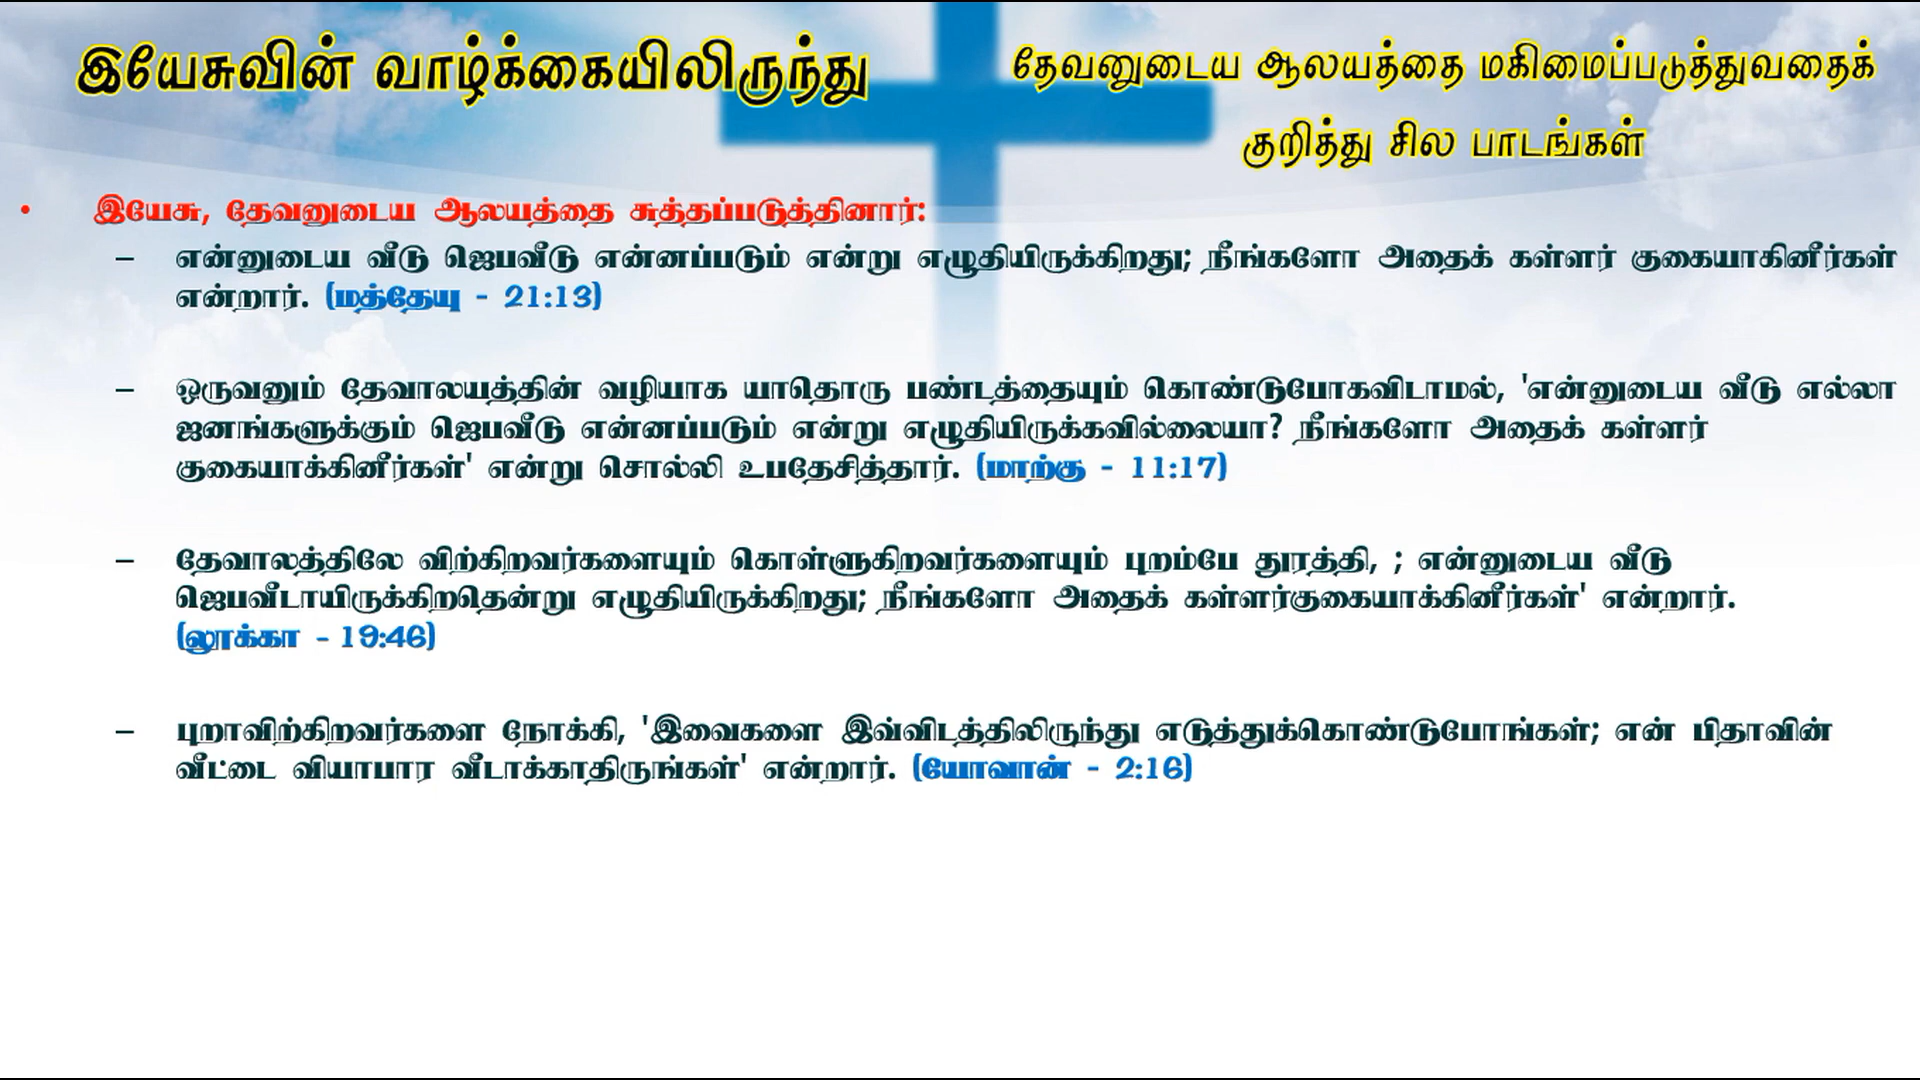 இயேசுவின் வாழ்க்கையிலிருந்து
தேவனுடைய ஆலயத்தை மகிமைப்படுத்துவதைக்
குறித்து சில பாடங்கள்
• இயேசு, தேவனுடைய ஆலயத்தை சுத்தப்படுத்தினார்:
– என்னுடைய வீடு ஜெபவீடு என்னப்படும் என்று எழுதியிருக்கிறது; நீங்களோ அதைக் கள்ளர் குகையாகினீர்கள்
என்றார். (மத்தேயு - 21:13)
– ஒருவனும் தேவாலயத்தின் வழியாக யாதொரு பண்டத்தையும் கொண்டுபோகவிடாமல், 'என்னுடைய வீடு எல்லா
ஜனங்களுக்கும் ஜெபவீடு என்னப்படும் என்று எழுதியிருக்கவில்லையா? நீங்களோ அதைக் கள்ளர்
குகையாக்கினீர்கள்' என்று சொல்லி உபதேசித்தார். (மாற்கு - 11:17)
– தேவாலத்திலே விற்கிறவர்களையும் கொள்ளுகிறவர்களையும் புறம்பே துரத்தி, ; என்னுடைய வீடு
ஜெபவீடாயிருக்கிறதென்று எழுதியிருக்கிறது; நீங்களோ அதைக் கள்ளர்குகையாக்கினீர்கள்' என்றார்.
(லூக்கா - 19:46)
– புறாவிற்கிறவர்களை நோக்கி, 'இவைகளை இவ்விடத்திலிருந்து எடுத்துக்கொண்டுபோங்கள்; என் பிதாவின்
வீட்டை வியாபார வீடாக்காதிருங்கள்' என்றார். (யோவான் - 2:16)